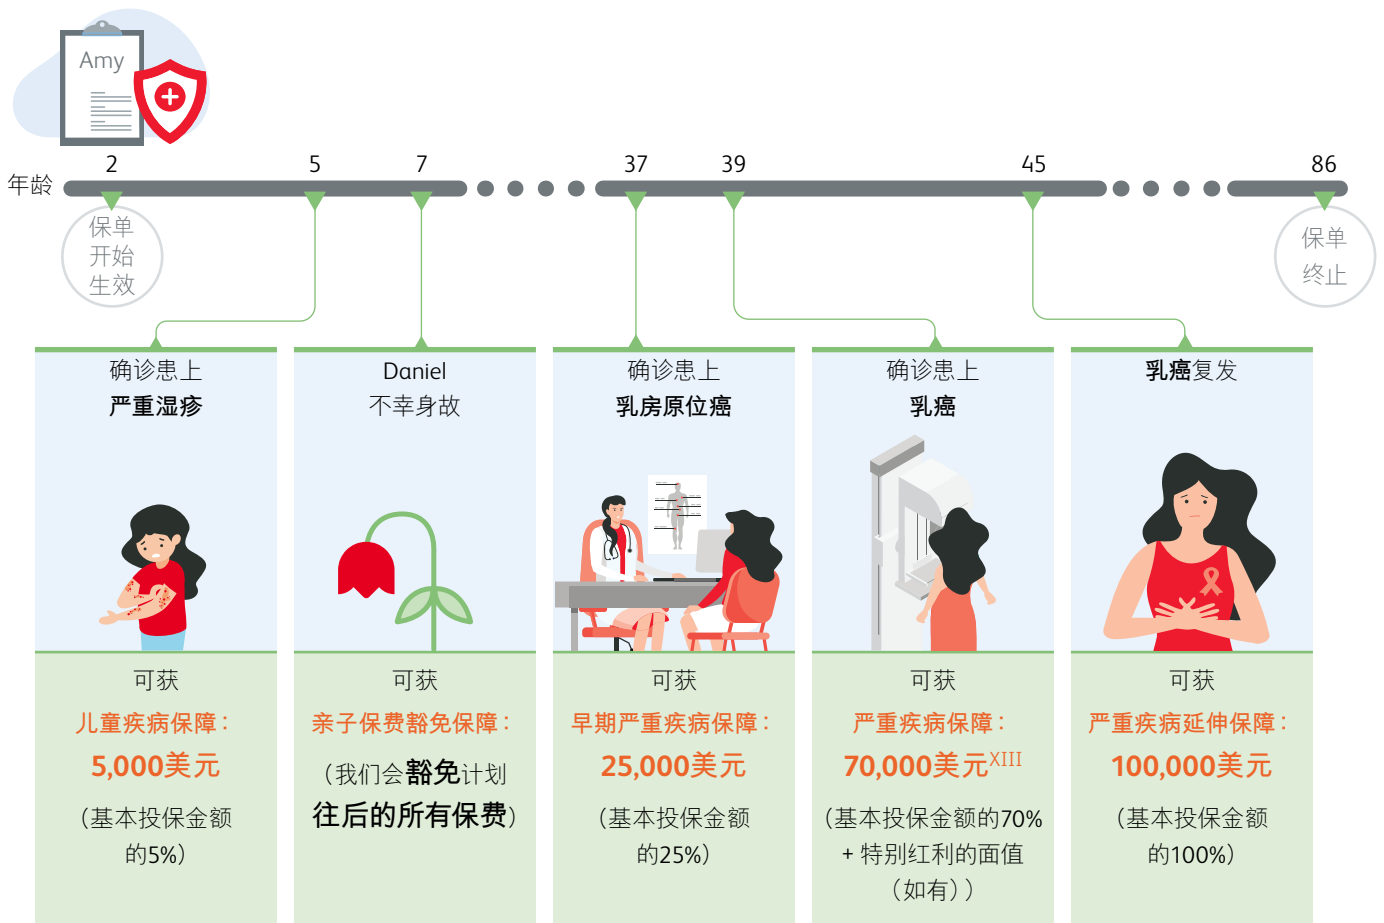 Amy
2
5
7
37
39
45
86
年龄
保单
开始
生效
保单
终止
确诊患上
严重湿疹
可获
儿童疾病保障：
5,000美元
（基本投保金额
的5%）
Daniel
不幸身故
可获
亲子保费豁免保障：
（我们会豁免计划
往后的所有保费）
确诊患上
乳房原位癌
可获
早期严重疾病保障：
25,000美元
（基本投保金额
的25%）
确诊患上
乳癌
可获
严重疾病保障：
70,000美元XIII
（基本投保金额的70%
+ 特别红利的面值
（如有））
乳癌复发
可获
严重疾病延伸保障：
100,000美元
（基本投保金额
的100%）